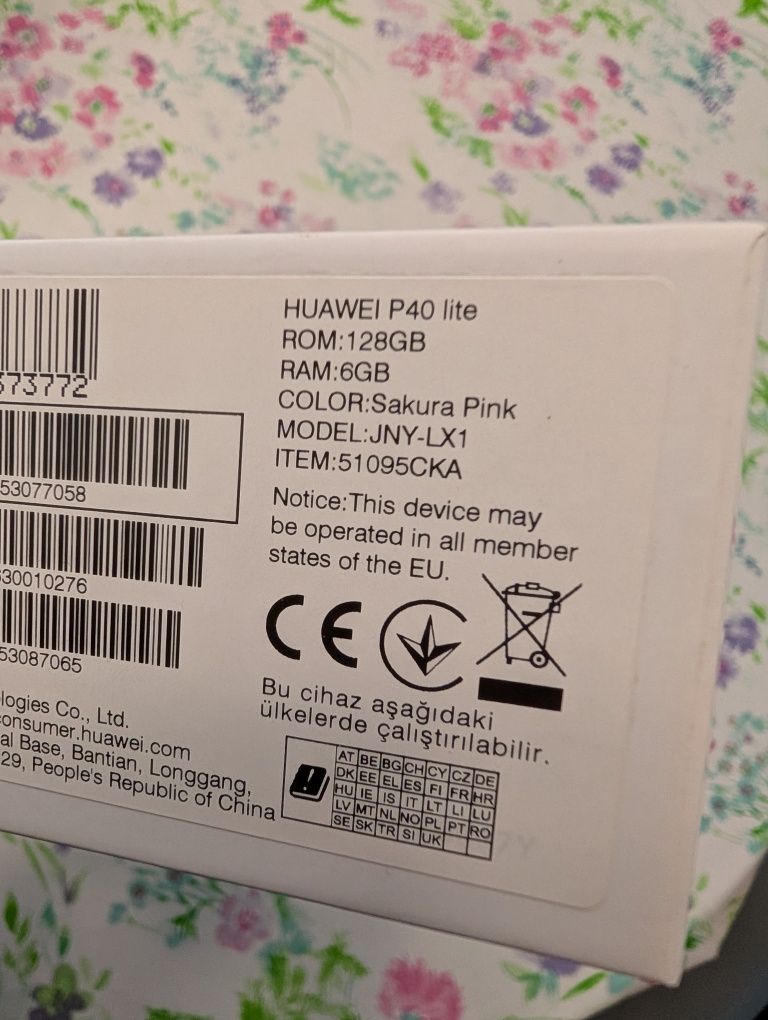 373772
53077058
630010276
53087065
logies Co., Ltd.
consumer.huawei.com
al Base, Bantian, Longgang,
29, People's Republic of China
HUAWEI P40 lite
ROM:128GB
RAM:6GB
COLOR:Sakura Pink
MODEL:JNY-LX1
ITEM:51095CKA
Notice:This device may
be operated in all member
states of the EU.
CE
Bu cihaz aşağıdaki
ülkelerde çalıştırılabilir.
AT BE BG CH CY CZ DE
DK EE EL ES FI FR HR
HU IE IS IT LT LI LU
LV MT NL NO PL PT RO
SE SK TR SI UK